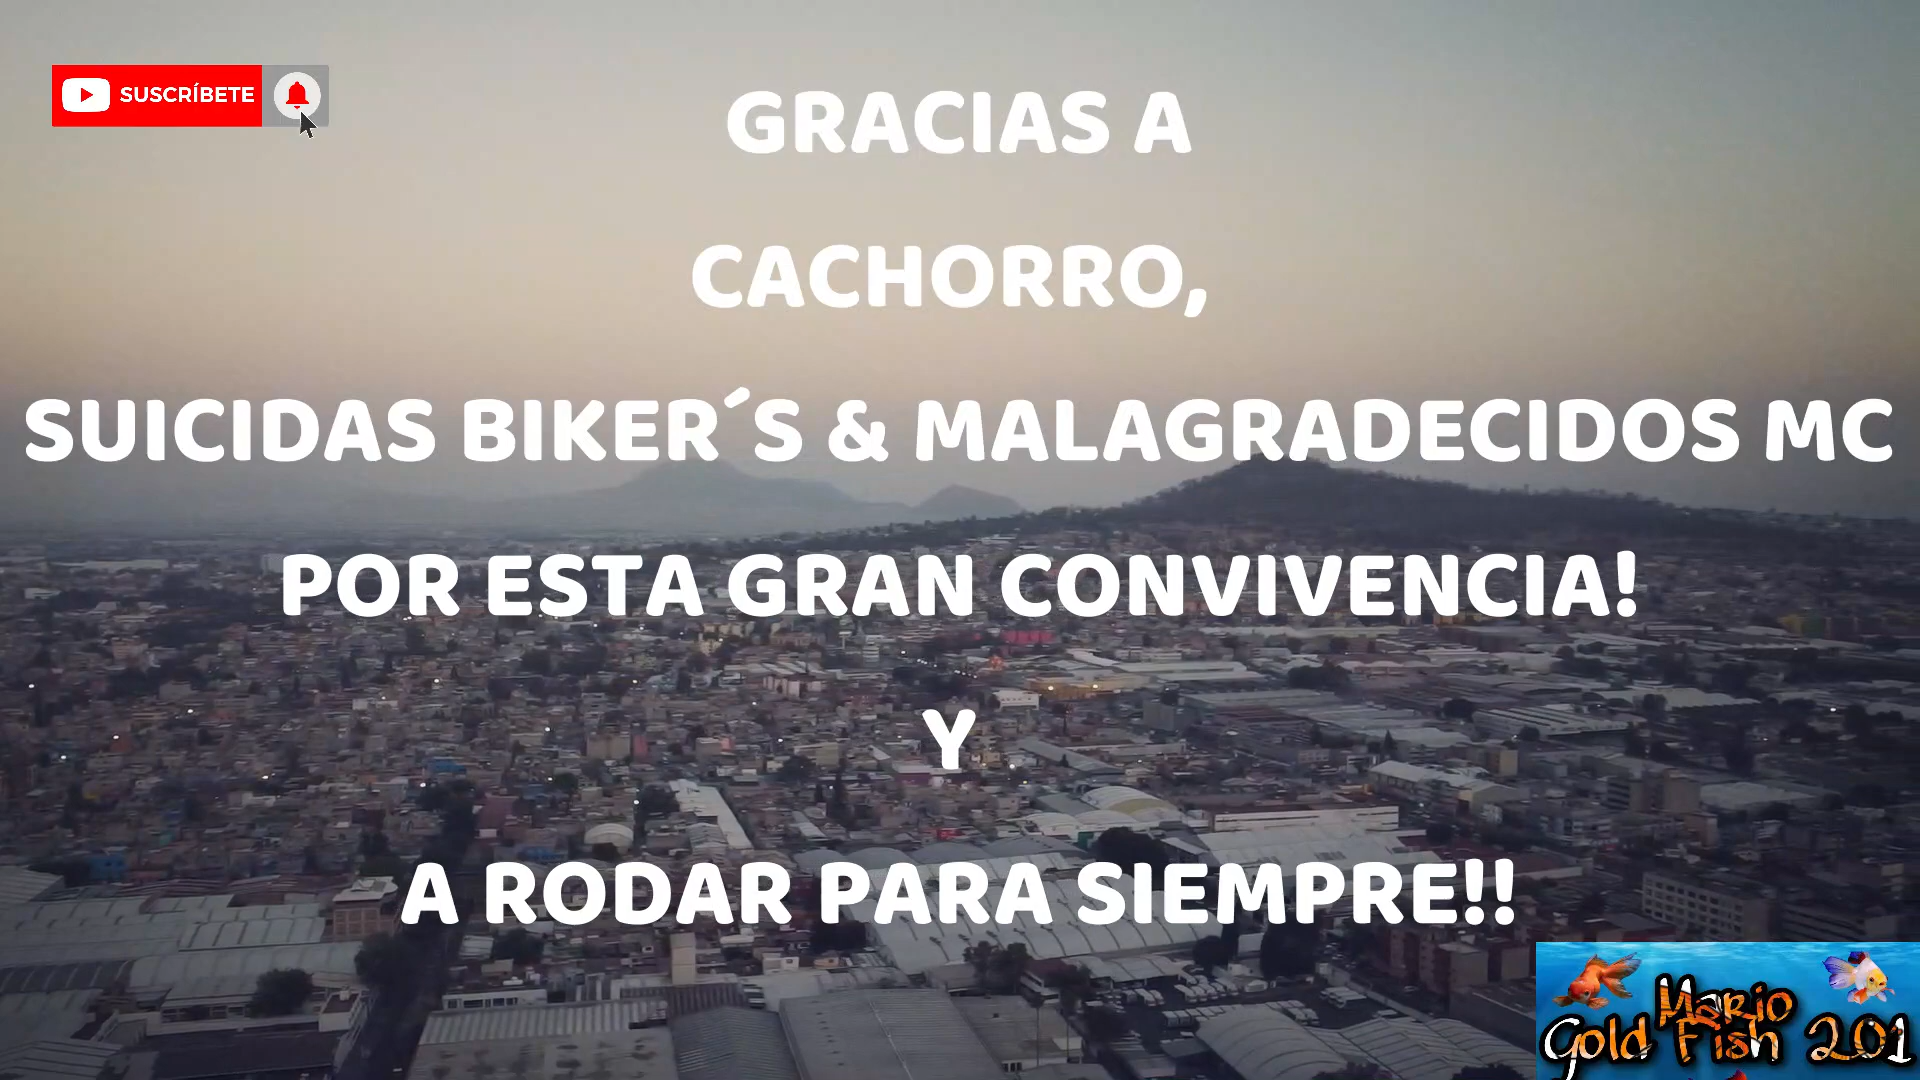 SUSCRÍBETE
GRACIAS A
CACHORRO,
SUICIDAS BIKER´S & MALAGRADECIDOS MC
POR ESTA GRAN CONVIVENCIA!
Y
A RODAR PARA SIEMPRE!!
Mario
Gold Fish 201